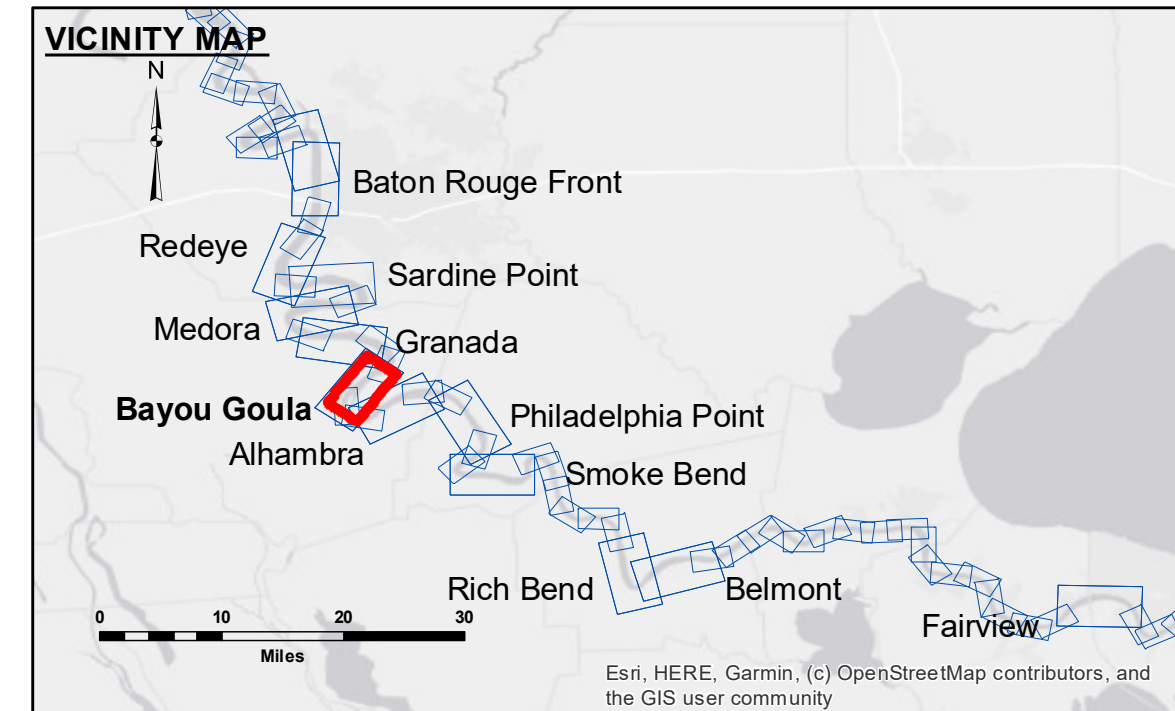 VICINITY MAP
N
Baton Rouge Front
Redeye
Sardine Point
Medora
Granada
Bayou Goula
Philadelphia Point
Alhambra
Smoke Bend
Rich Bend
Belmont
Fairview
0 10 20 30
Miles
Esri, HERE, Garmin, (c) OpenStreetMap contributors, and
the GIS user community